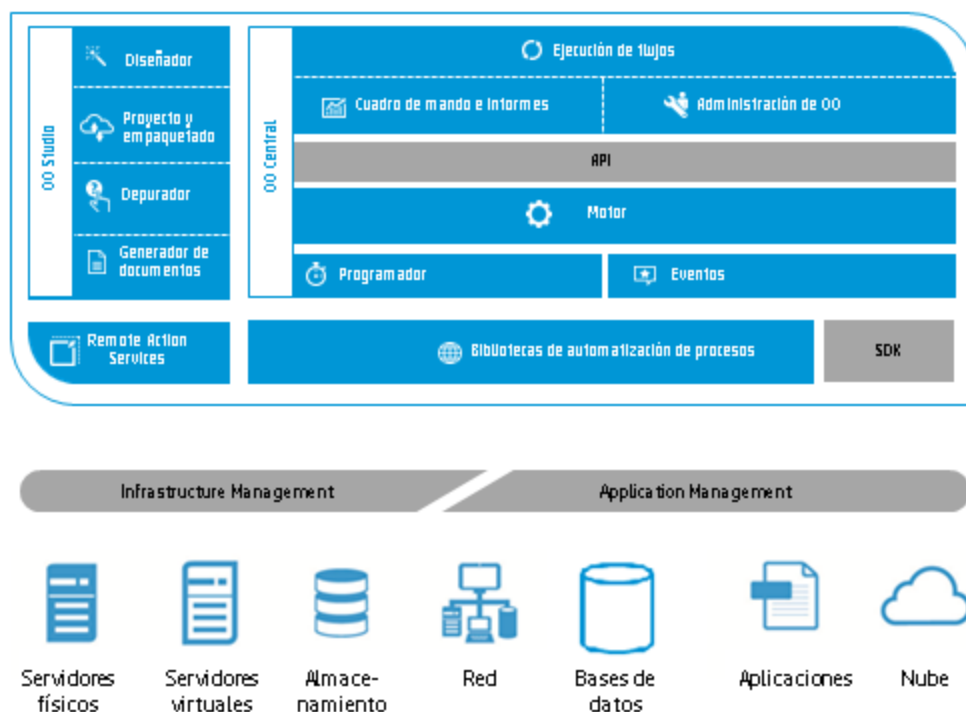 OO Studio
Diseñador
Proyecto y
empaquetado
Depurador
Generador de
documentos
OO Central
Ejecución de flujos
Cuadro de mando e informes
Administración de OO
API
Motor
Programador
Eventos
Remote Action
Services
Bibliotecas de automatización de procesos
SDK
Infrastructure Management
Application Management
Servidores
físicos
Servidores
virtuales
Almace-
namiento
Red
Bases de
datos
Aplicaciones
Nube